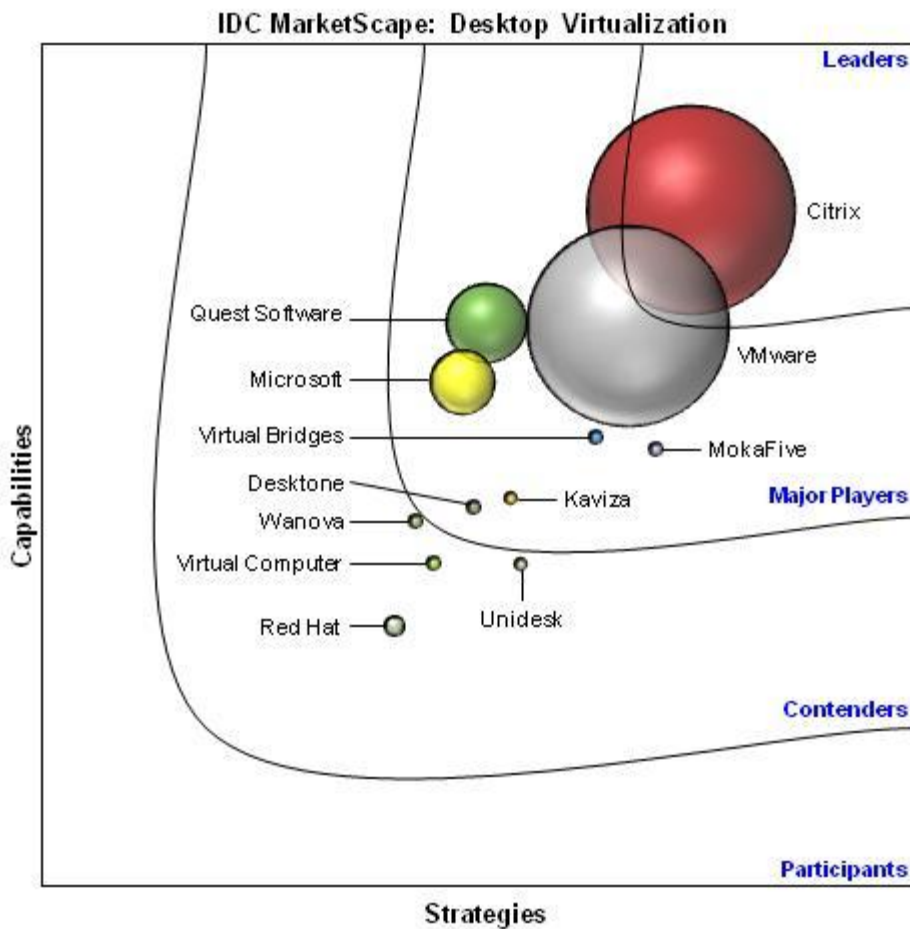 IDC MarketScape: Desktop Virtualization
Leaders
Citrix
Quest Software
VMware
Microsoft
Virtual Bridges
MokaFive
Desktone
Kaviza
Major Players
Wanova
Virtual Computer
Unidesk
Red Hat
Contenders
Participants
Capabilities
Strategies